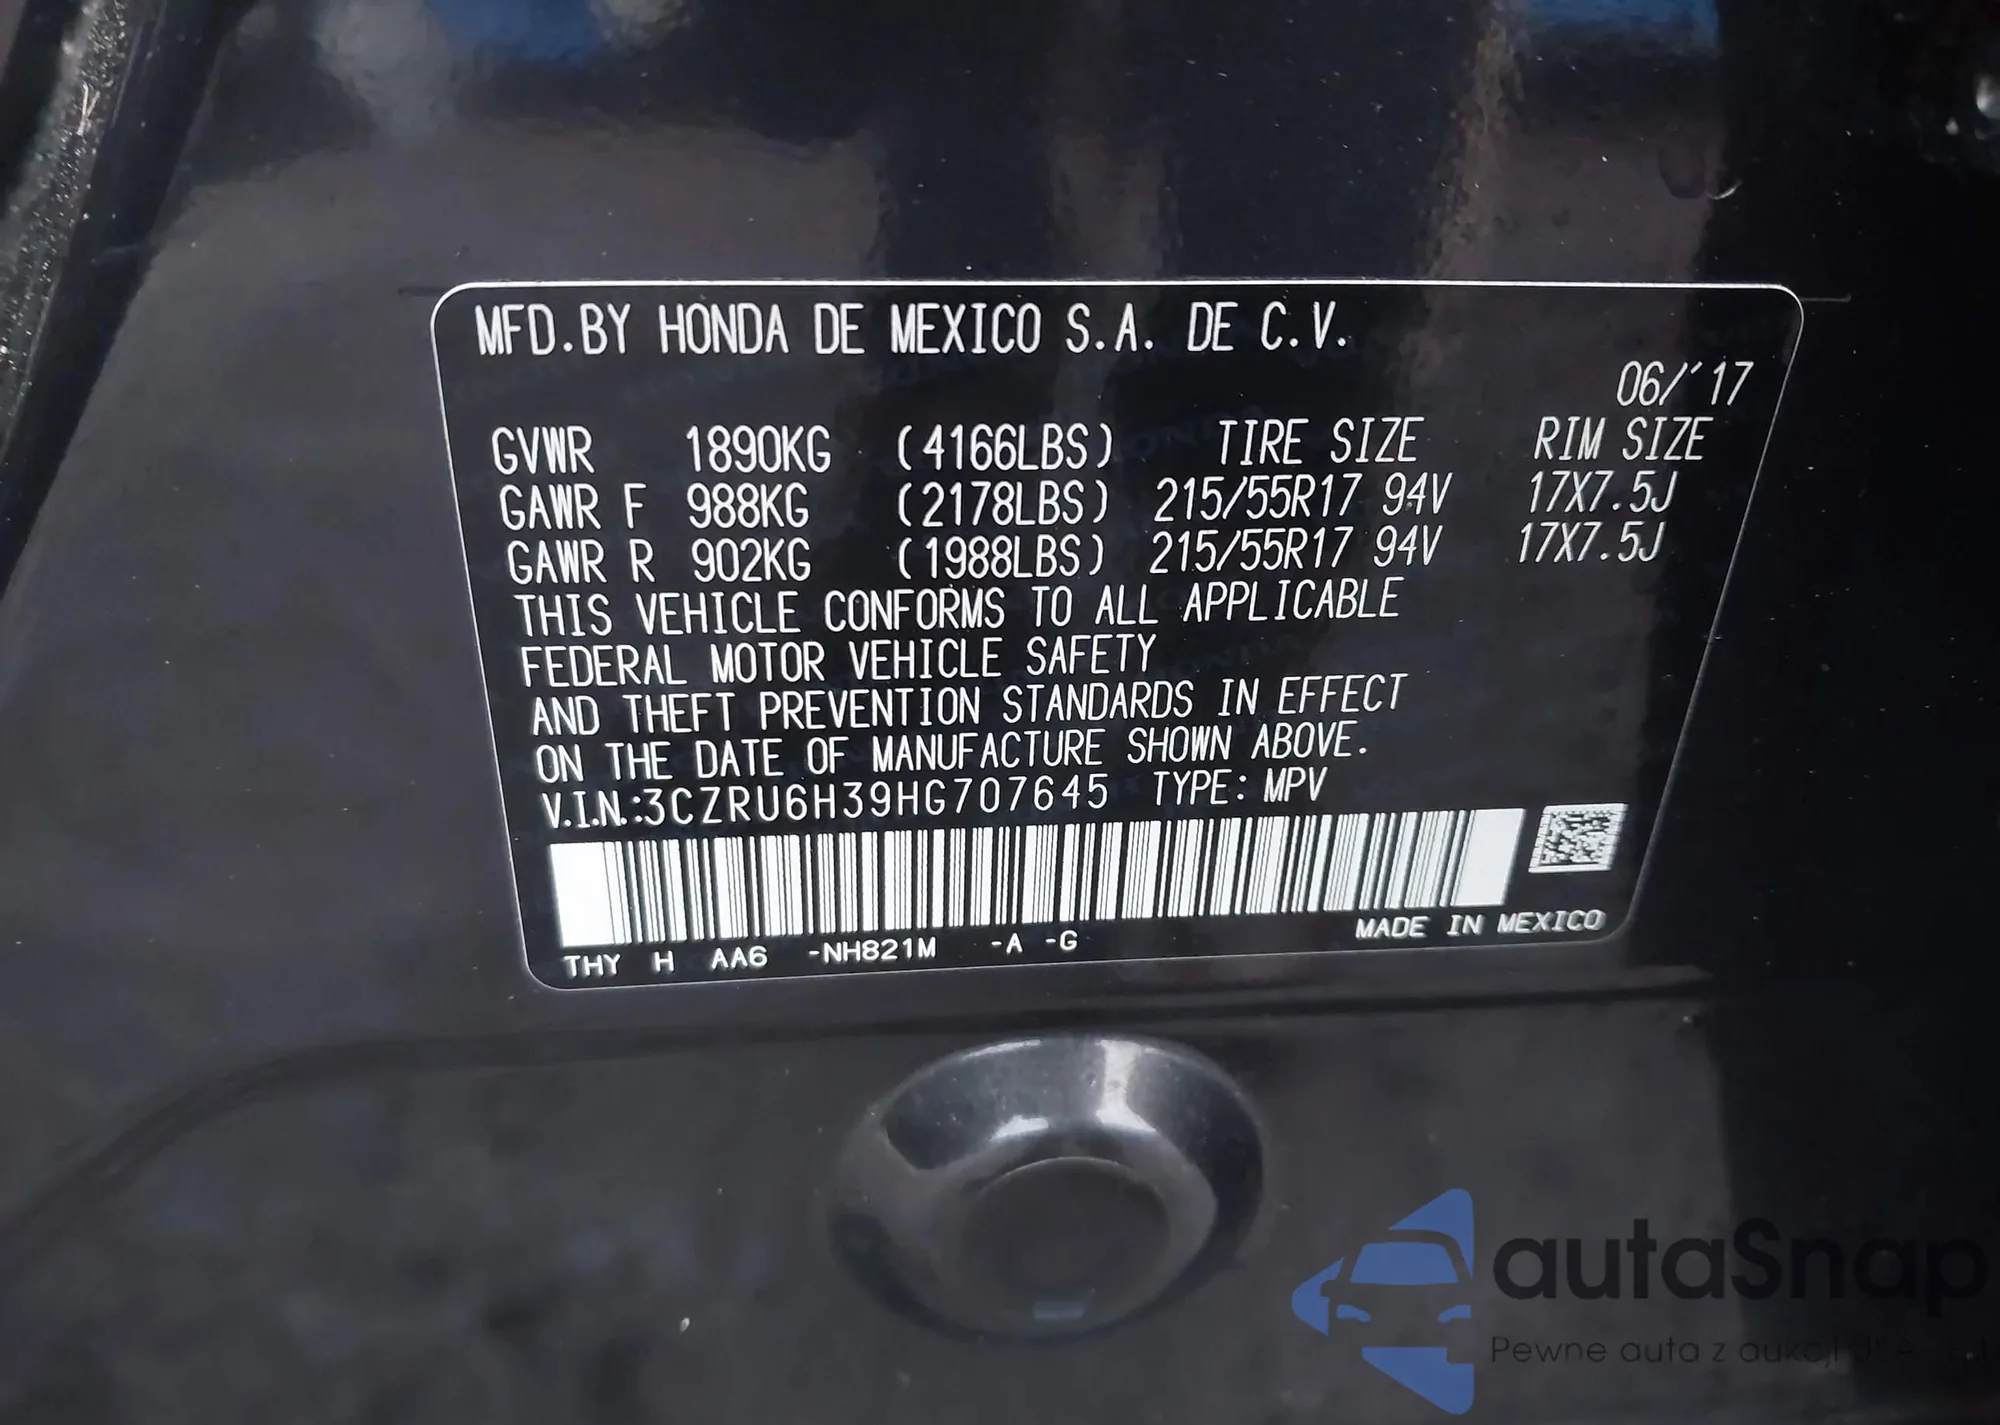 MFD.BY HONDA DE MEXICO S.A. DE C.V.
06/'17
GVWR 1890KG (4166LBS) TIRE SIZE RIM SIZE
GAWR F 988KG (2178LBS) 215/55R17 94V 17X7.5J
GAWR R 902KG (1988LBS) 215/55R17 94V 17X7.5J
THIS VEHICLE CONFORMS TO ALL APPLICABLE
FEDERAL MOTOR VEHICLE SAFETY
AND THEFT PREVENTION STANDARDS IN EFFECT
ON THE DATE OF MANUFACTURE SHOWN ABOVE.
V.I.N.:3CZRU6H39HG707645 TYPE: MPV
THY H AA6 -NH821M -A -G MADE IN MEXICO
autaSnap
Pewne auta z aukcji